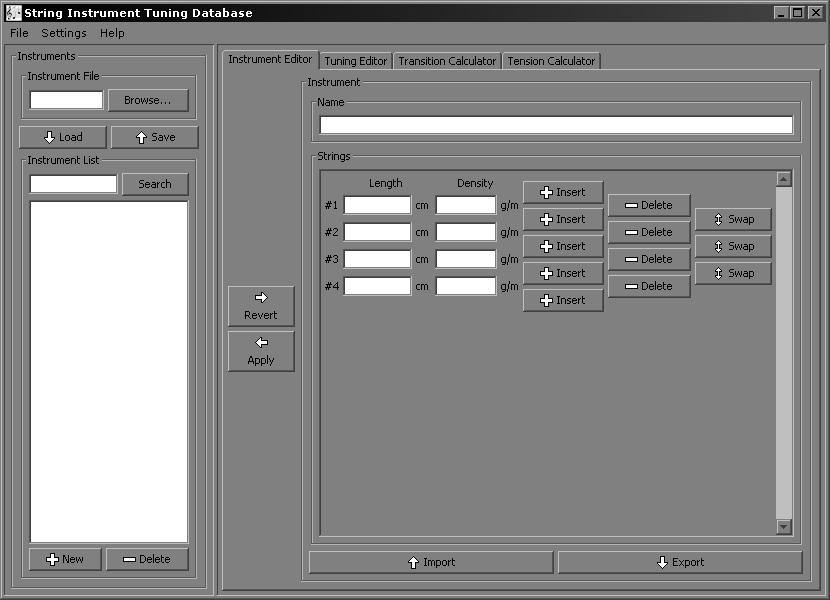 String Instrument Tuning Database
File Settings Help
Instruments
Instrument File
Browse...
Load Save
Instrument List
Search
New Delete
Instrument Editor Tuning Editor Transition Calculator Tension Calculator
Revert
Apply
Instrument
Name
Strings
Length Density
Insert
#1 cm g/m Delete
Insert Swap
#2 cm g/m Delete
Insert Swap
#3 cm g/m Delete
Insert Swap
#4 cm g/m Delete
Insert
Import Export